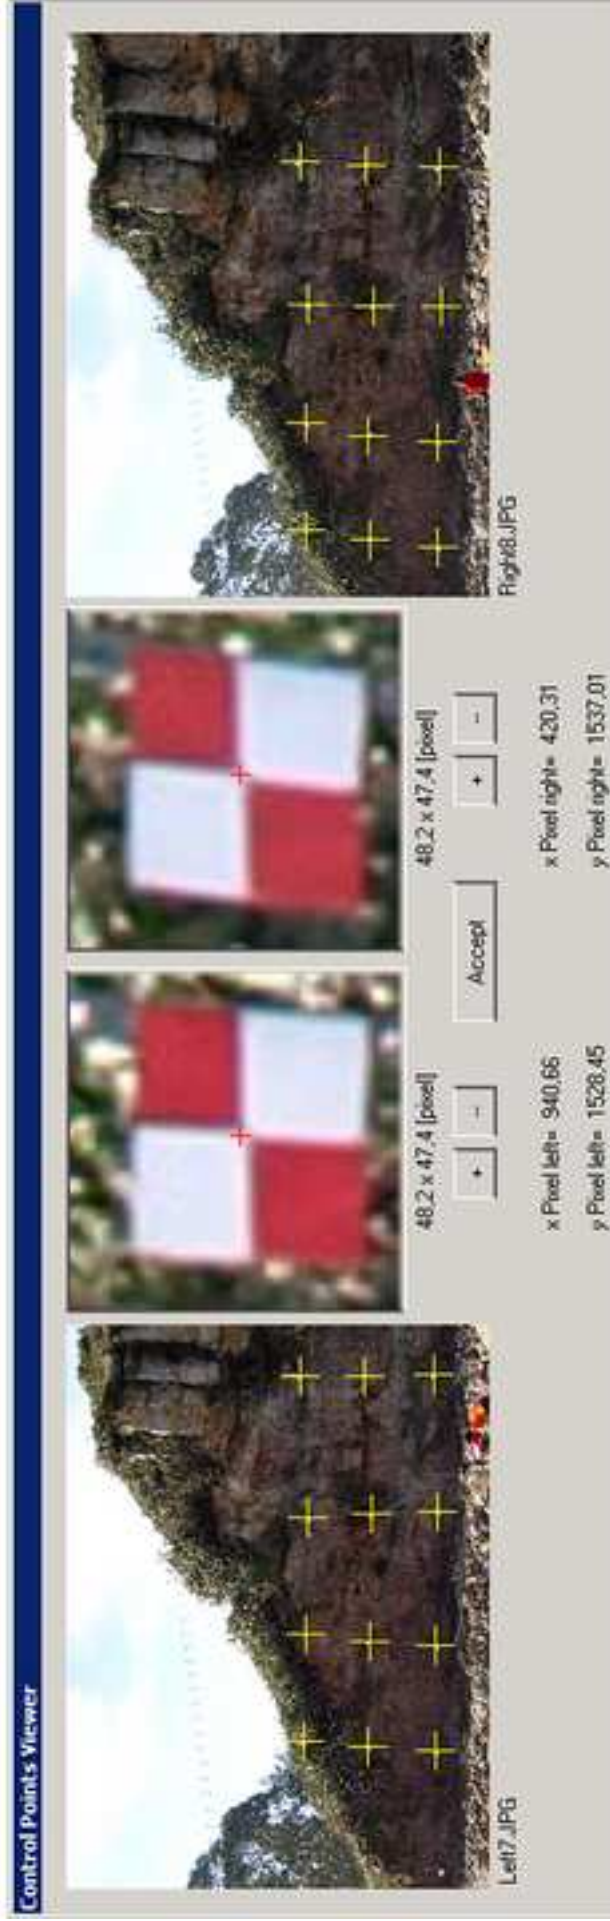 Control Points Viewer
Left7.JPG
48,2 x 47,4 [pixel]
48,2 x 47,4 [pixel]
Right8.JPG
+
--
Accept
+
--
x Pixel left= 940,66
x Pixel right= 420,31
y Pixel left= 1528,45
y Pixel right= 1537,01